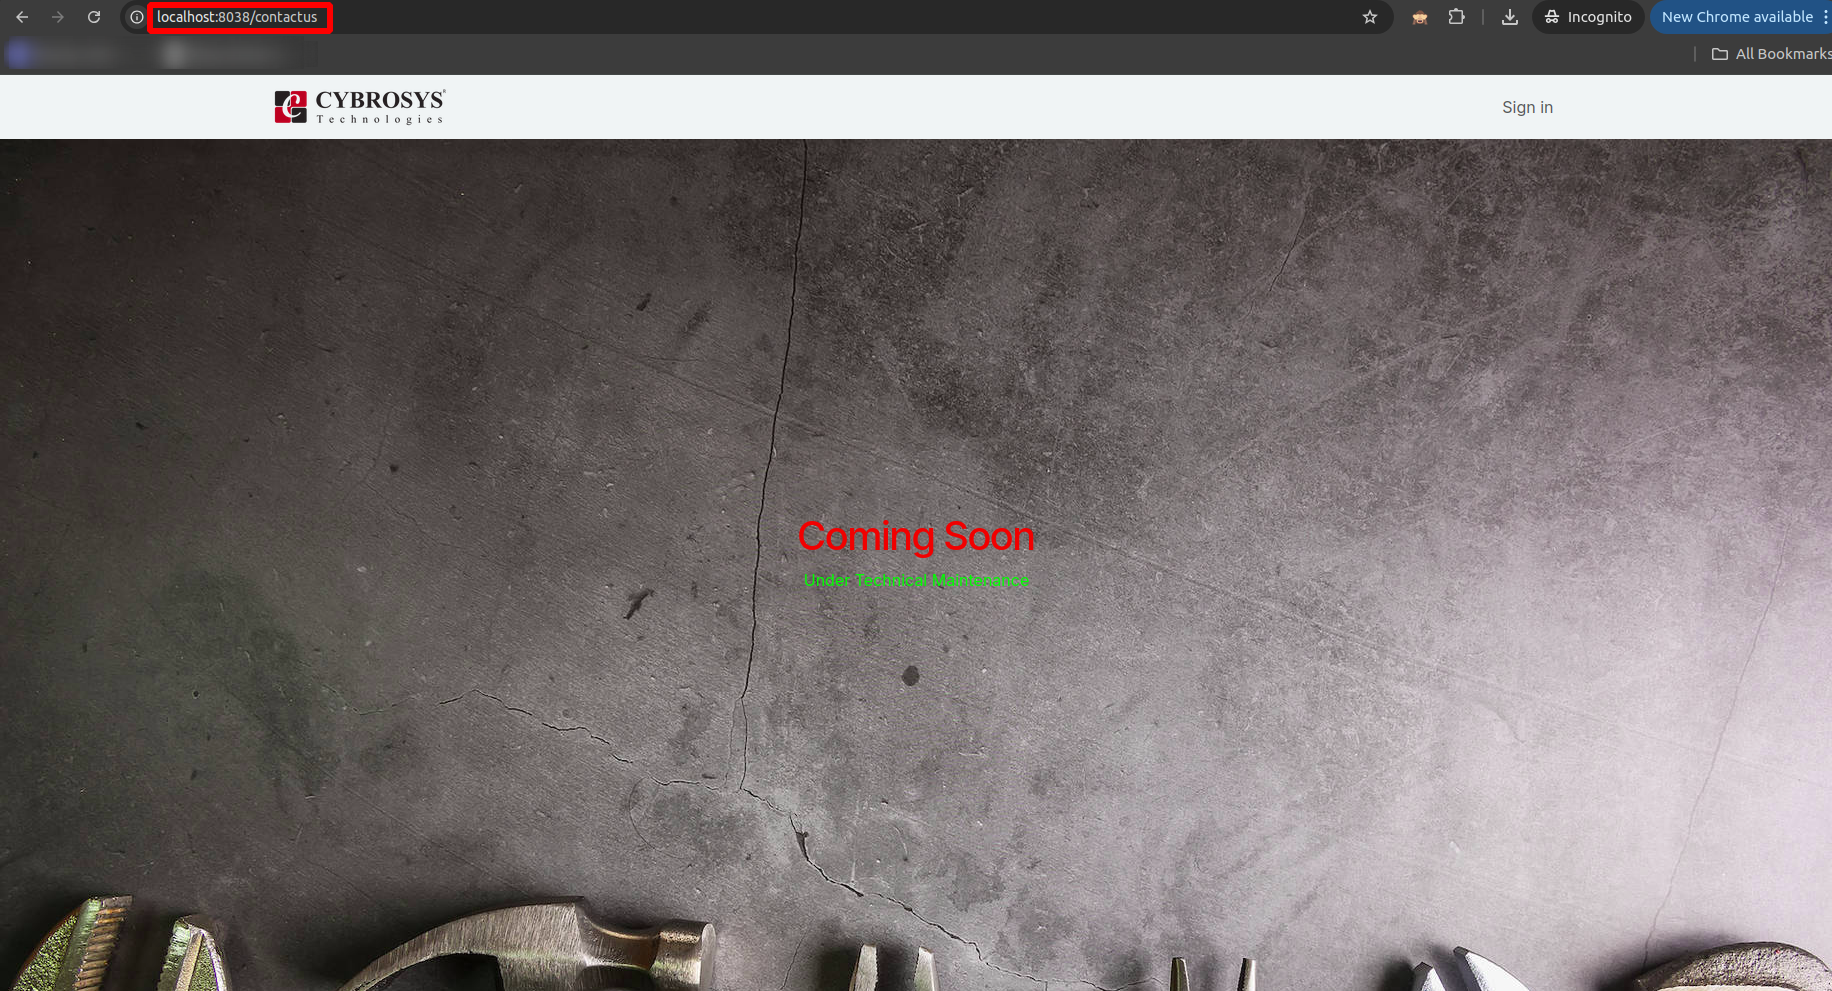 localhost:8038/contactus
Incognito
New Chrome available
All Bookmarks
CYBROSYS
Technologies
Sign in
Coming Soon
Under Technical Maintenance